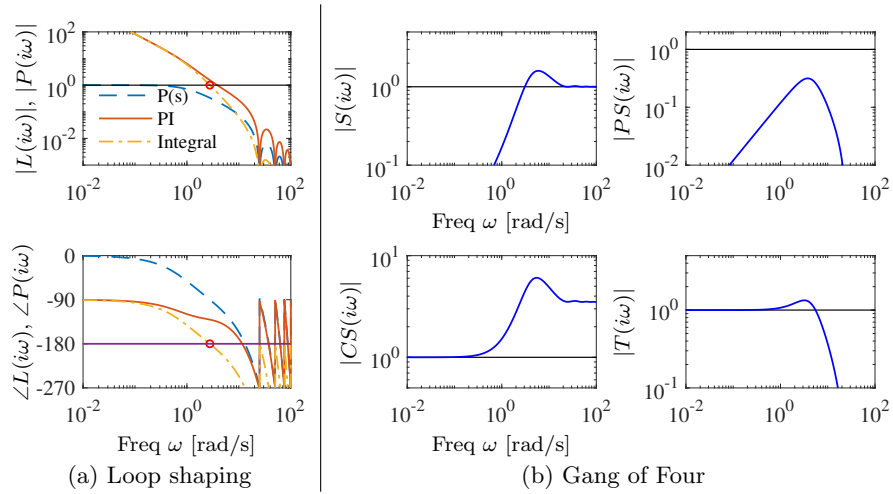 |L(iω)|, |P(iω)|
10^2
10^0
10^-2
P(s)
PI
Integral
10^-2 10^0 10^2
∠L(iω), ∠P(iω)
0
-90
-180
-270
10^-2 10^0 10^2
Freq ω [rad/s]
(a) Loop shaping
|S(iω)|
10^0
10^-1
10^-2 10^0 10^2
Freq ω [rad/s]
|PS(iω)|
10^0
10^-1
10^-2
10^-2 10^0 10^2
|CS(iω)|
10^1
10^0
10^-2 10^0 10^2
Freq ω [rad/s]
|T(iω)|
10^0
10^-1
10^-2 10^0 10^2
(b) Gang of Four